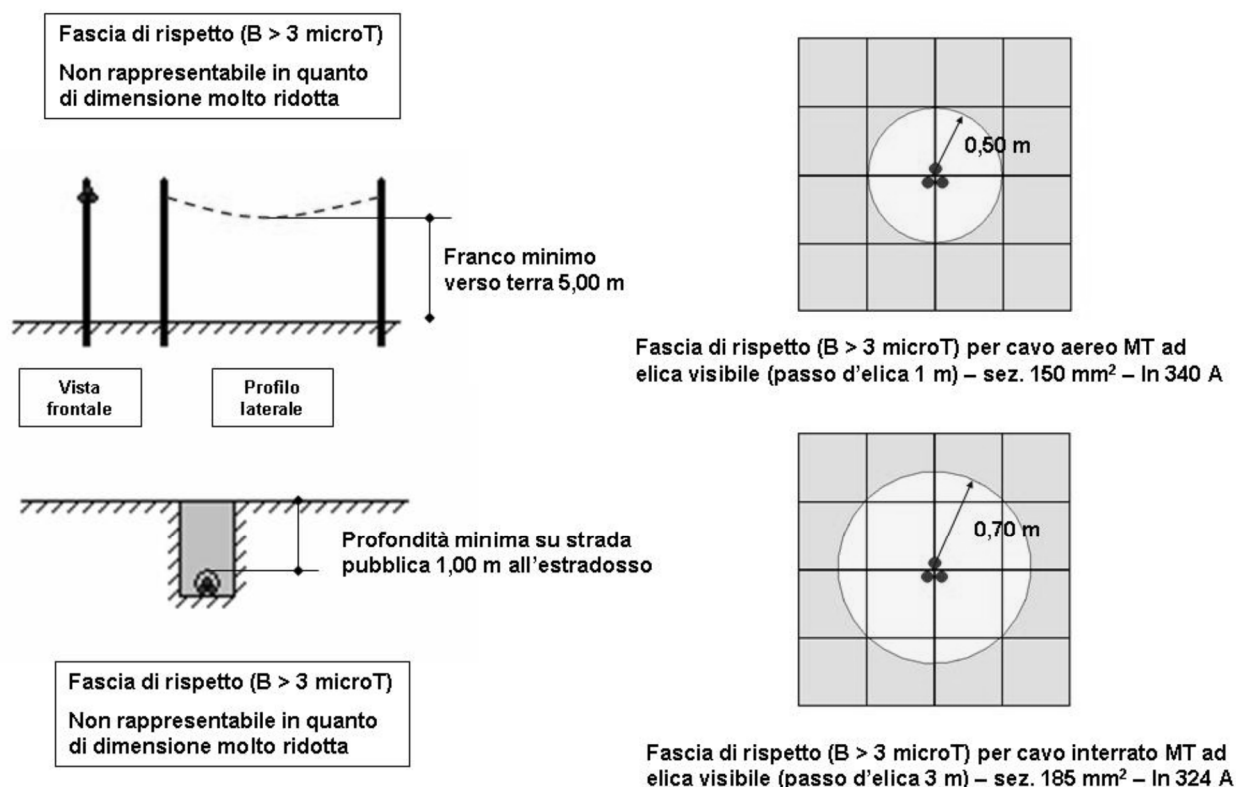 Fascia di rispetto (B > 3 microT)
Non rappresentabile in quanto
di dimensione molto ridotta
0,50 m
Franco minimo
verso terra 5,00 m
Fascia di rispetto (B > 3 microT) per cavo aereo MT ad
elica visibile (passo d'elica 1 m) – sez. 150 mm² – In 340 A
Vista
frontale
Profilo
laterale
0,70 m
Profondità minima su strada
pubblica 1,00 m all'estradosso
Fascia di rispetto (B > 3 microT)
Non rappresentabile in quanto
di dimensione molto ridotta
Fascia di rispetto (B > 3 microT) per cavo interrato MT ad
elica visibile (passo d'elica 3 m) – sez. 185 mm² – In 324 A